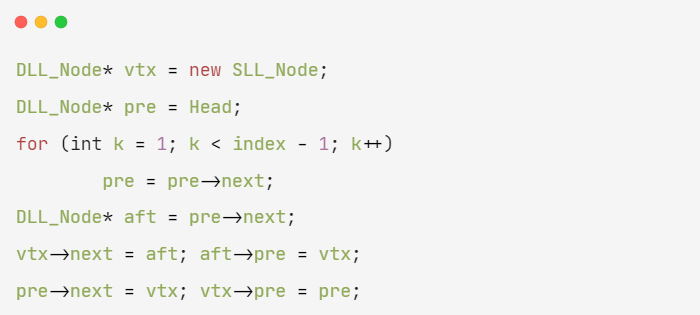 DLL_Node* vtx = new SLL_Node;
DLL_Node* pre = Head;
for (int k = 1; k < index - 1; k++)
pre = pre->next;
DLL_Node* aft = pre->next;
vtx->next = aft; aft->pre = vtx;
pre->next = vtx; vtx->pre = pre;